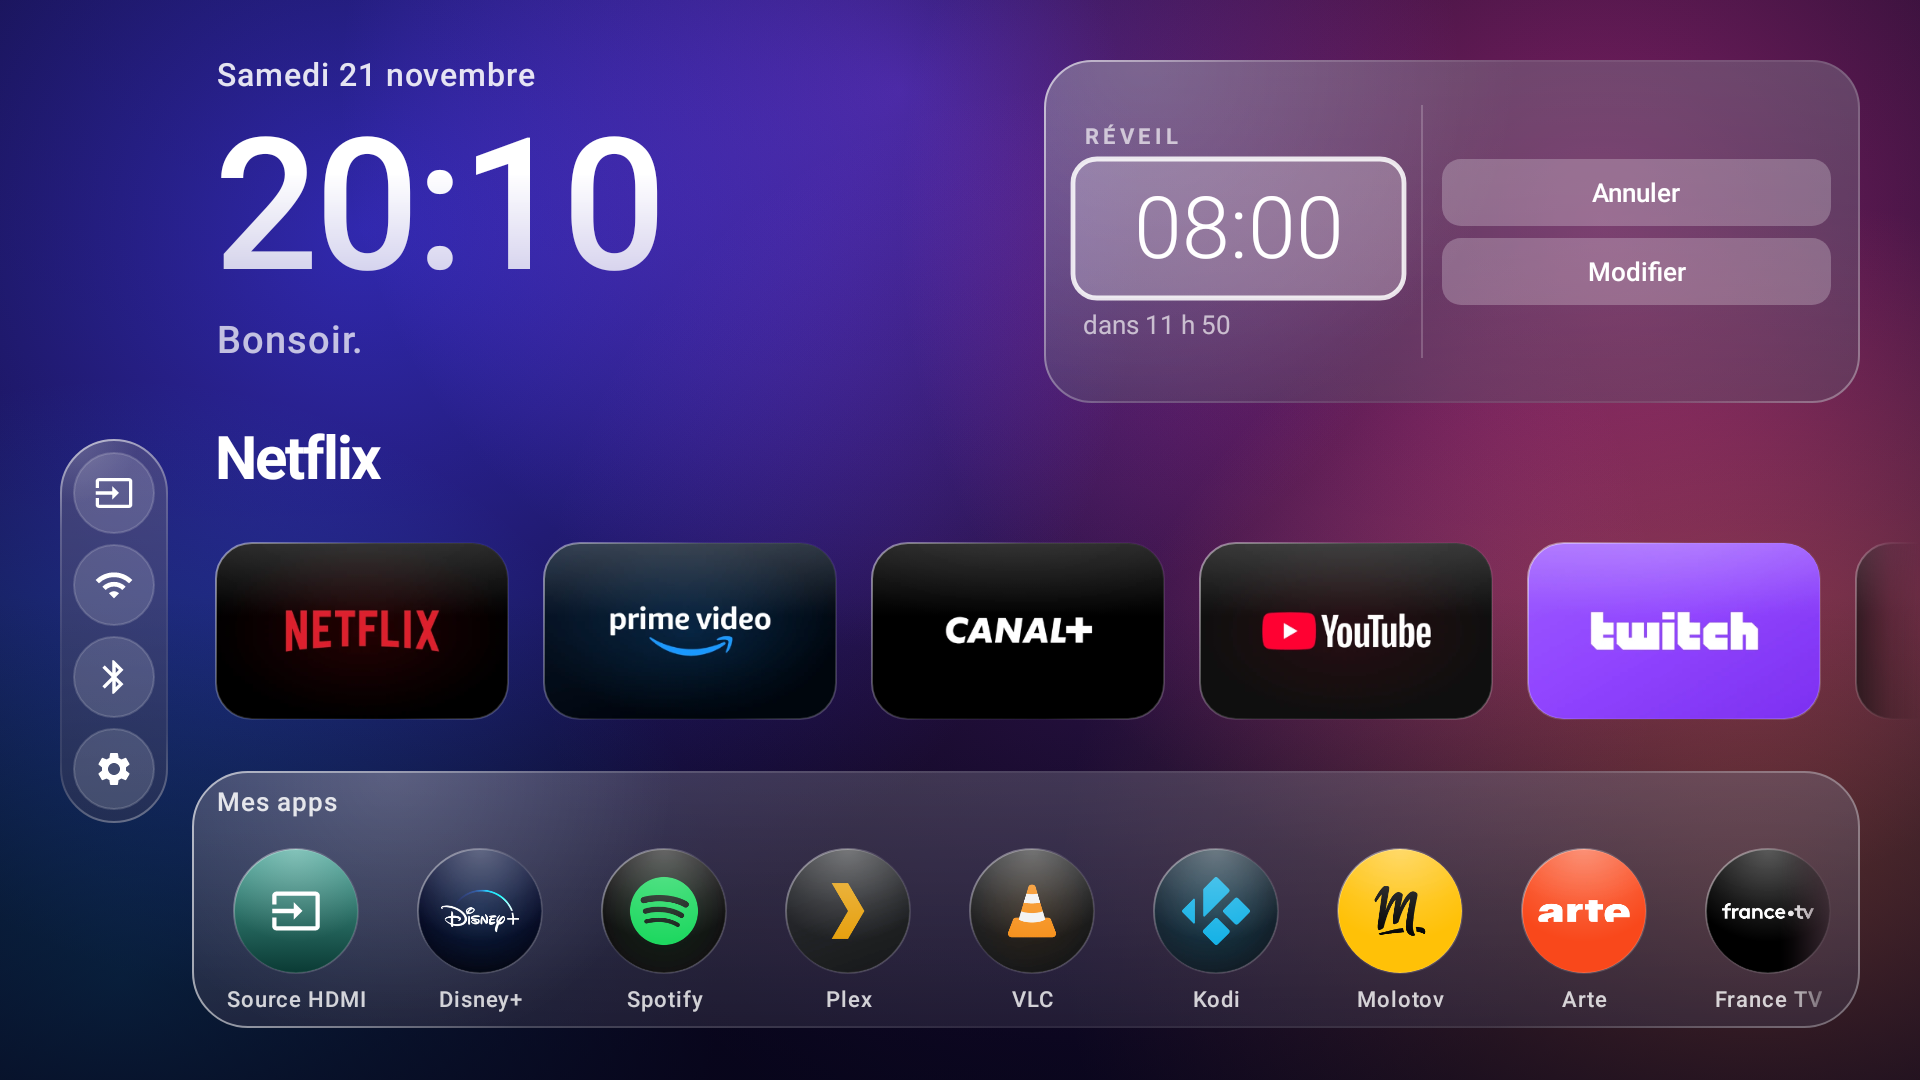 Samedi 21 novembre
20:10
Bonsoir.
RÉVEIL
08:00
dans 11 h 50
Annuler
Modifier
Netflix
NETFLIX
prime video
CANAL+
YouTube
twitch
Mes apps
Disney+
M.
arte
france•tv
Source HDMI
Disney+
Spotify
Plex
VLC
Kodi
Molotov
Arte
France TV